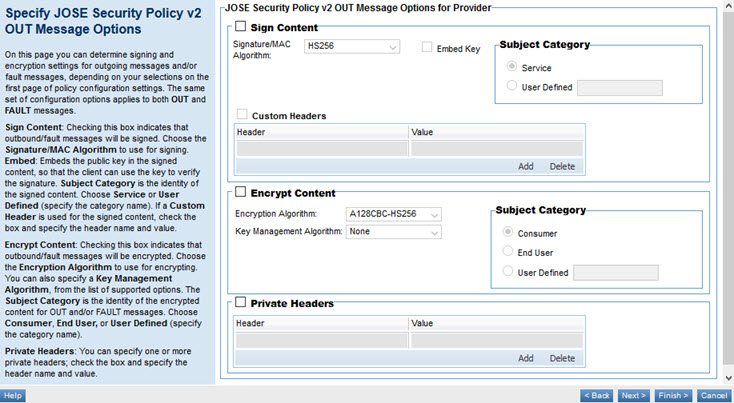 Specify JOSE Security Policy v2
OUT Message Options
On this page you can determine signing and
encryption settings for outgoing messages and/or
fault messages, depending on your selections on the
first page of policy configuration settings. The same
set of configuration options applies to both OUT and
FAULT messages.
Sign Content: Checking this box indicates that
outbound/fault messages will be signed. Choose the
Signature/MAC Algorithm to use for signing.
Embed: Embeds the public key in the signed
content, so that the client can use the key to verify
the signature. Subject Category is the identity of
the signed content. Choose Service or User
Defined (specify the category name). If a Custom
Header is used for the signed content, check the
box and specify the header name and value.
Encrypt Content: Checking this box indicates that
outbound/fault messages will be encrypted. Choose
the Encryption Algorithm to use for encrypting.
You can also specify a Key Management
Algorithm, from the list of supported options. The
Subject Category is the identity of the encrypted
content for OUT and/or FAULT messages. Choose
Consumer, End User, or User Defined (specify
the category name).
Private Headers: You can specify one or more
private headers; check the box and specify the
header name and value.
JOSE Security Policy v2 OUT Message Options for Provider
Sign Content
Signature/MAC
Algorithm:
HS256
Embed Key
Subject Category
Service
User Defined
Custom Headers
Header Value
Add Delete
Encrypt Content
Encryption Algorithm: A128CBC-HS256
Key Management Algorithm: None
Subject Category
Consumer
End User
User Defined
Private Headers
Header Value
Add Delete
Help < Back Next > Finish > Cancel